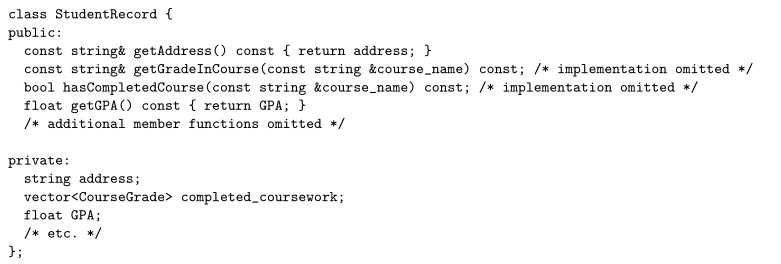 class StudentRecord {
public:
  const string& getAddress() const { return address; }
  const string& getGradeInCourse(const string &course_name) const; /* implementation omitted */
  bool hasCompletedCourse(const string &course_name) const; /* implementation omitted */
  float getGPA() const { return GPA; }
  /* additional member functions omitted */

private:
  string address;
  vector<CourseGrade> completed_coursework;
  float GPA;
  /* etc. */
};